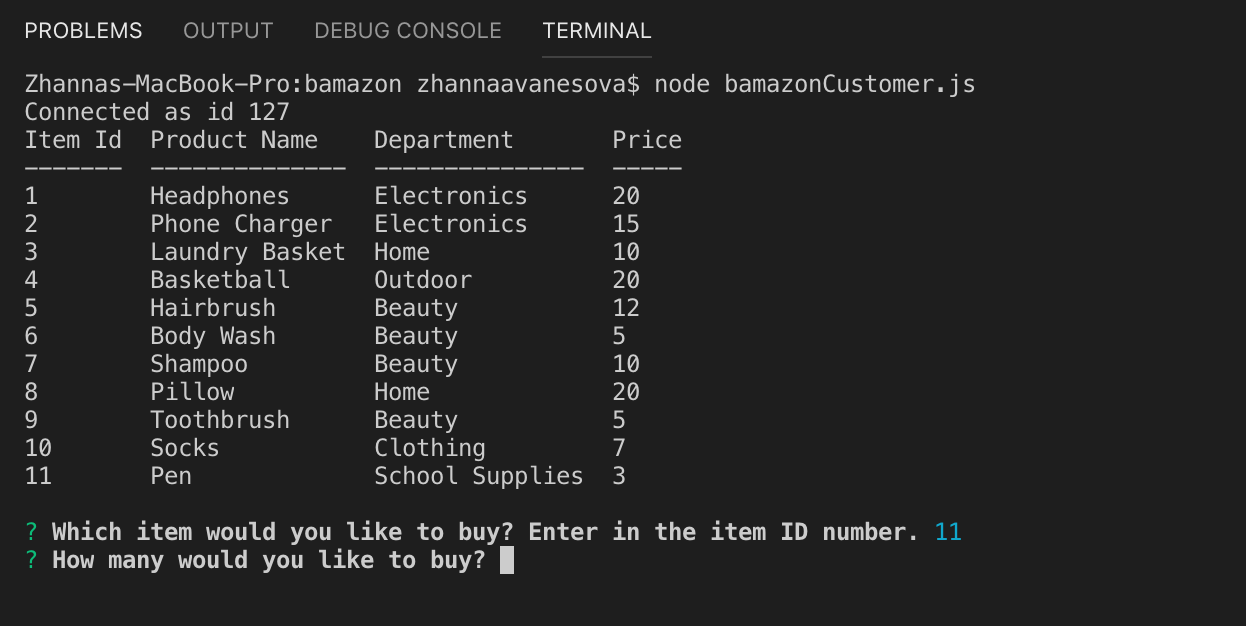 PROBLEMS OUTPUT DEBUG CONSOLE TERMINAL
Zhannas-MacBook-Pro:bamazon zhannaavanesova$ node bamazonCustomer.js
Connected as id 127
Item Id  Product Name    Department       Price
-------  --------------  ---------------  -----
1        Headphones      Electronics      20
2        Phone Charger   Electronics      15
3        Laundry Basket  Home             10
4        Basketball      Outdoor          20
5        Hairbrush       Beauty           12
6        Body Wash       Beauty           5
7        Shampoo         Beauty           10
8        Pillow          Home             20
9        Toothbrush      Beauty           5
10       Socks           Clothing         7
11       Pen             School Supplies  3
? Which item would you like to buy? Enter in the item ID number. 11
? How many would you like to buy?